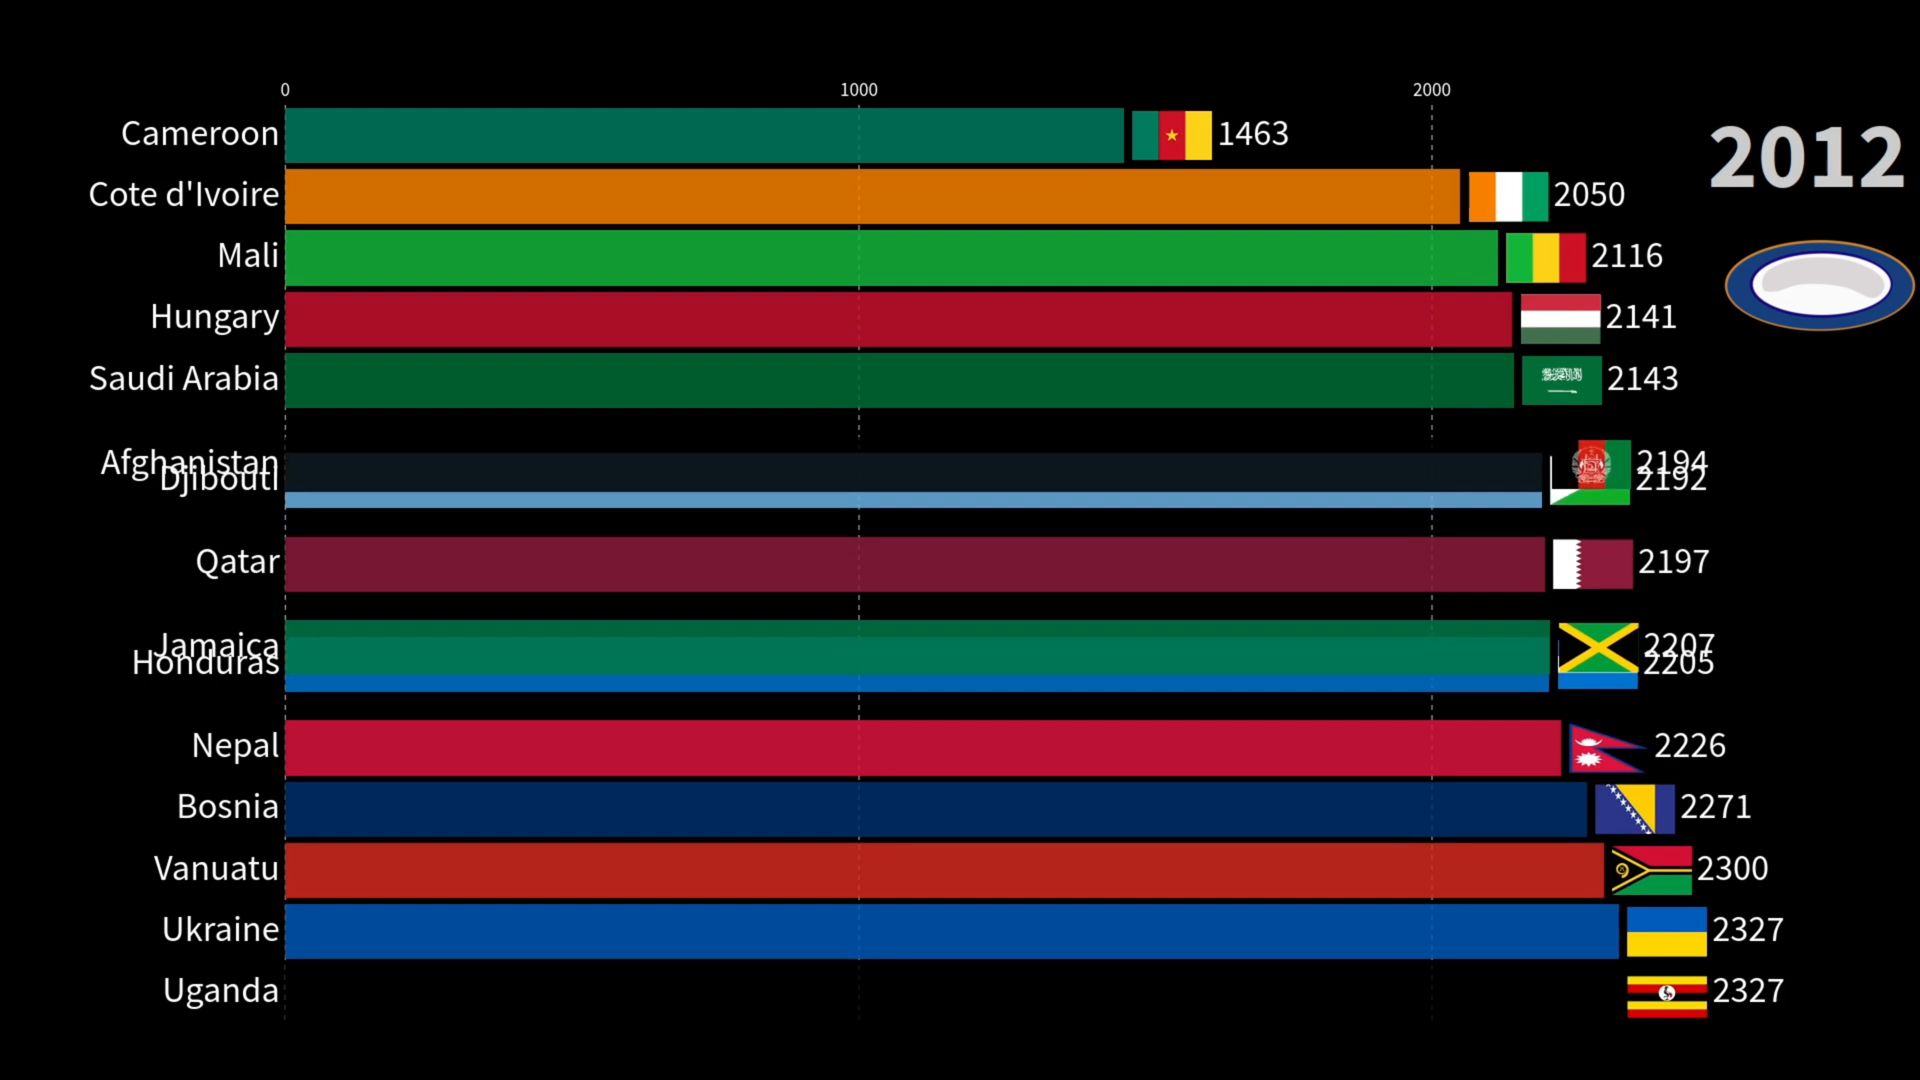 0 1000 2000
2012
Cameroon 1463
Cote d'Ivoire 2050
Mali 2116
Hungary 2141
Saudi Arabia 2143
Afghanistan 2194
Djibouti 2192
Qatar 2197
Jamaica 2207
Honduras 2205
Nepal 2226
Bosnia 2271
Vanuatu 2300
Ukraine 2327
Uganda 2327